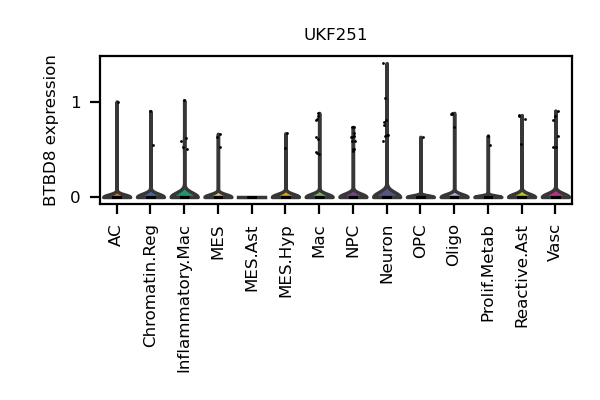 UKF251
BTBD8 expression
1
0
AC
Chromatin.Reg
Inflammatory.Mac
MES
MES.Ast
MES.Hyp
Mac
NPC
Neuron
OPC
Oligo
Prolif.Metab
Reactive.Ast
Vasc